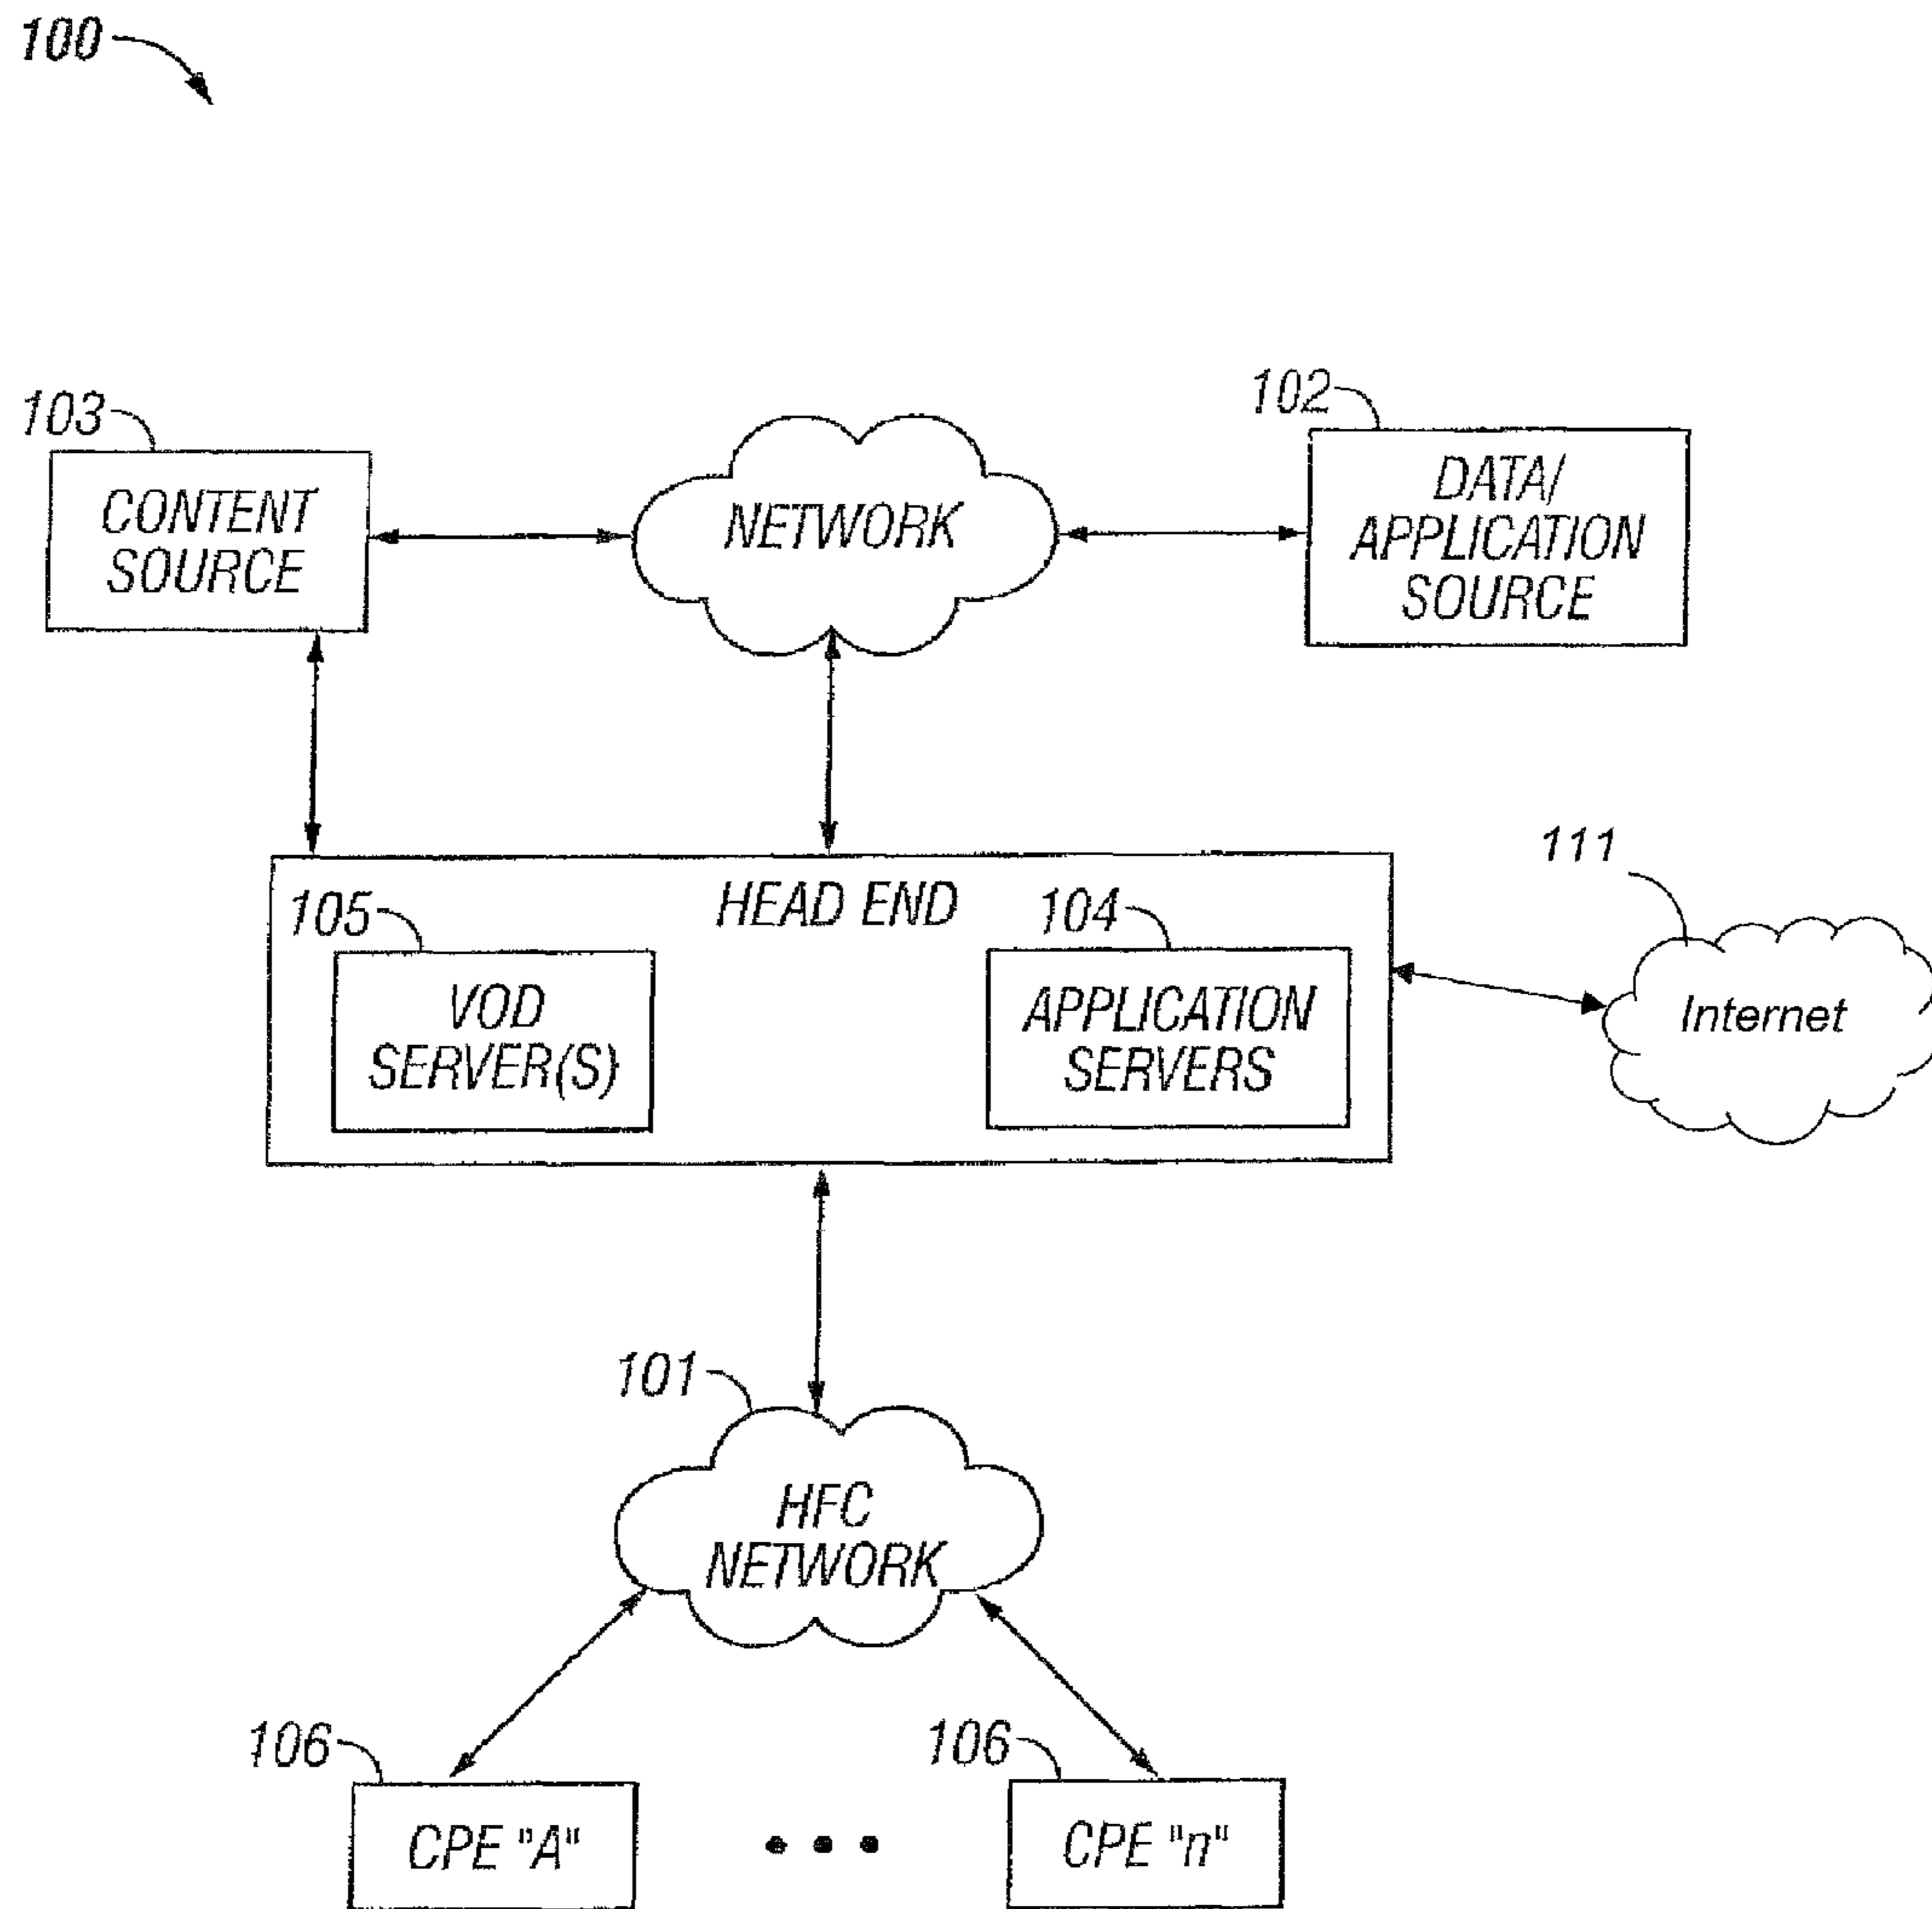 100
103
CONTENT
SOURCE
NETWORK
102
DATA/
APPLICATION
SOURCE
HEAD END
105
VOD
SERVER(S)
104
APPLICATION
SERVERS
111
Internet
101
HFC
NETWORK
106
CPE "A"
• • •
106
CPE "n"